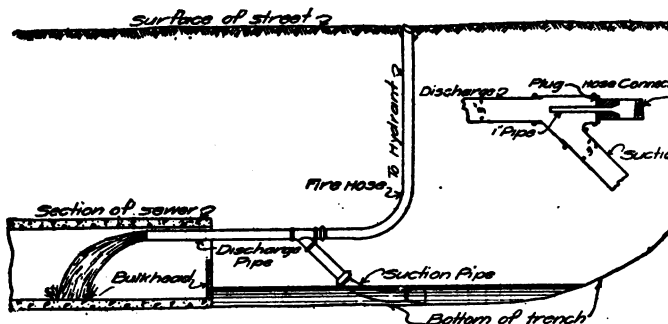 Surface of street
Discharge
Plug
Hose Connec
1" Pipe
Suctio
To Hydrant
Fire Hose
Section of sewer
Discharge
Pipe
Bulkhead
Suction Pipe
Bottom of trench